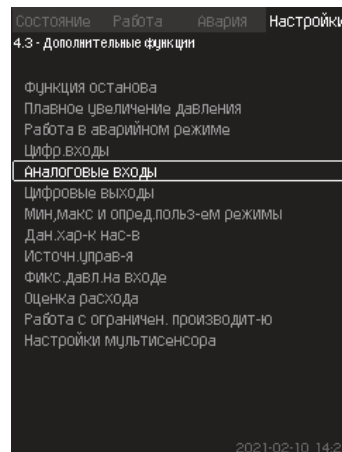 Состояние Работа Авария Настройки
4.3 - Дополнительные функции
Функция останова
Плавное увеличение давления
Работа в аварийном режиме
Цифр.входы
Аналоговые входы
Цифровые выходы
Мин,макс и опред.польз-ем режимы
Дан.хар-к нас-в
Источн.управ-я
Фикс.давл.на входе
Оценка расхода
Работа с ограничен. производит-ю
Настройки мультисенсора
2021-02-10 14:2